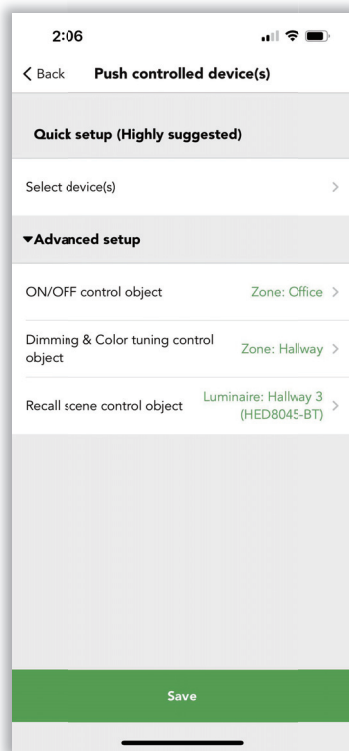 2:06
Back Push controlled device(s)
Quick setup (Highly suggested)
Select device(s)
▼Advanced setup
ON/OFF control object Zone: Office
Dimming & Color tuning control
object
Zone: Hallway
Recall scene control object
Luminaire: Hallway 3
(HED8045-BT)
Save